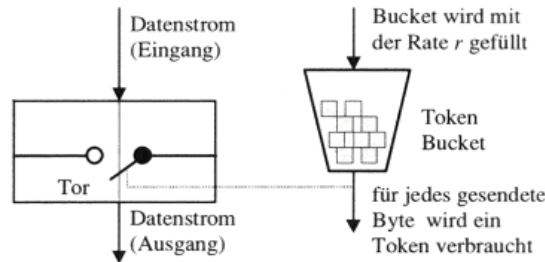 Datenstrom
(Eingang)
Tor
Datenstrom
(Ausgang)
Bucket wird mit
der Rate r gefüllt
Token
Bucket
für jedes gesendete
Byte wird ein
Token verbraucht